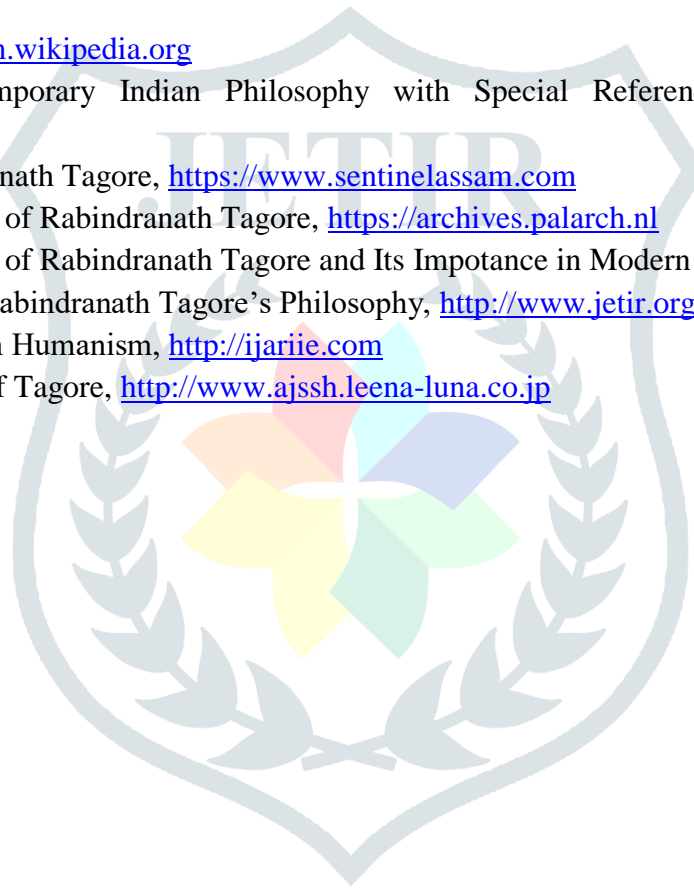 n.wikipedia.org
mporary Indian Philosophy with Special Referen
nath Tagore, https://www.sentinelassam.com
of Rabindranath Tagore, https://archives.palarch.nl
of Rabindranath Tagore and Its Impotance in Modern
abindranath Tagore's Philosophy, http://www.jetir.org
n Humanism, http://ijariie.com
f Tagore, http://www.ajssh.leena-luna.co.jp
JETIR